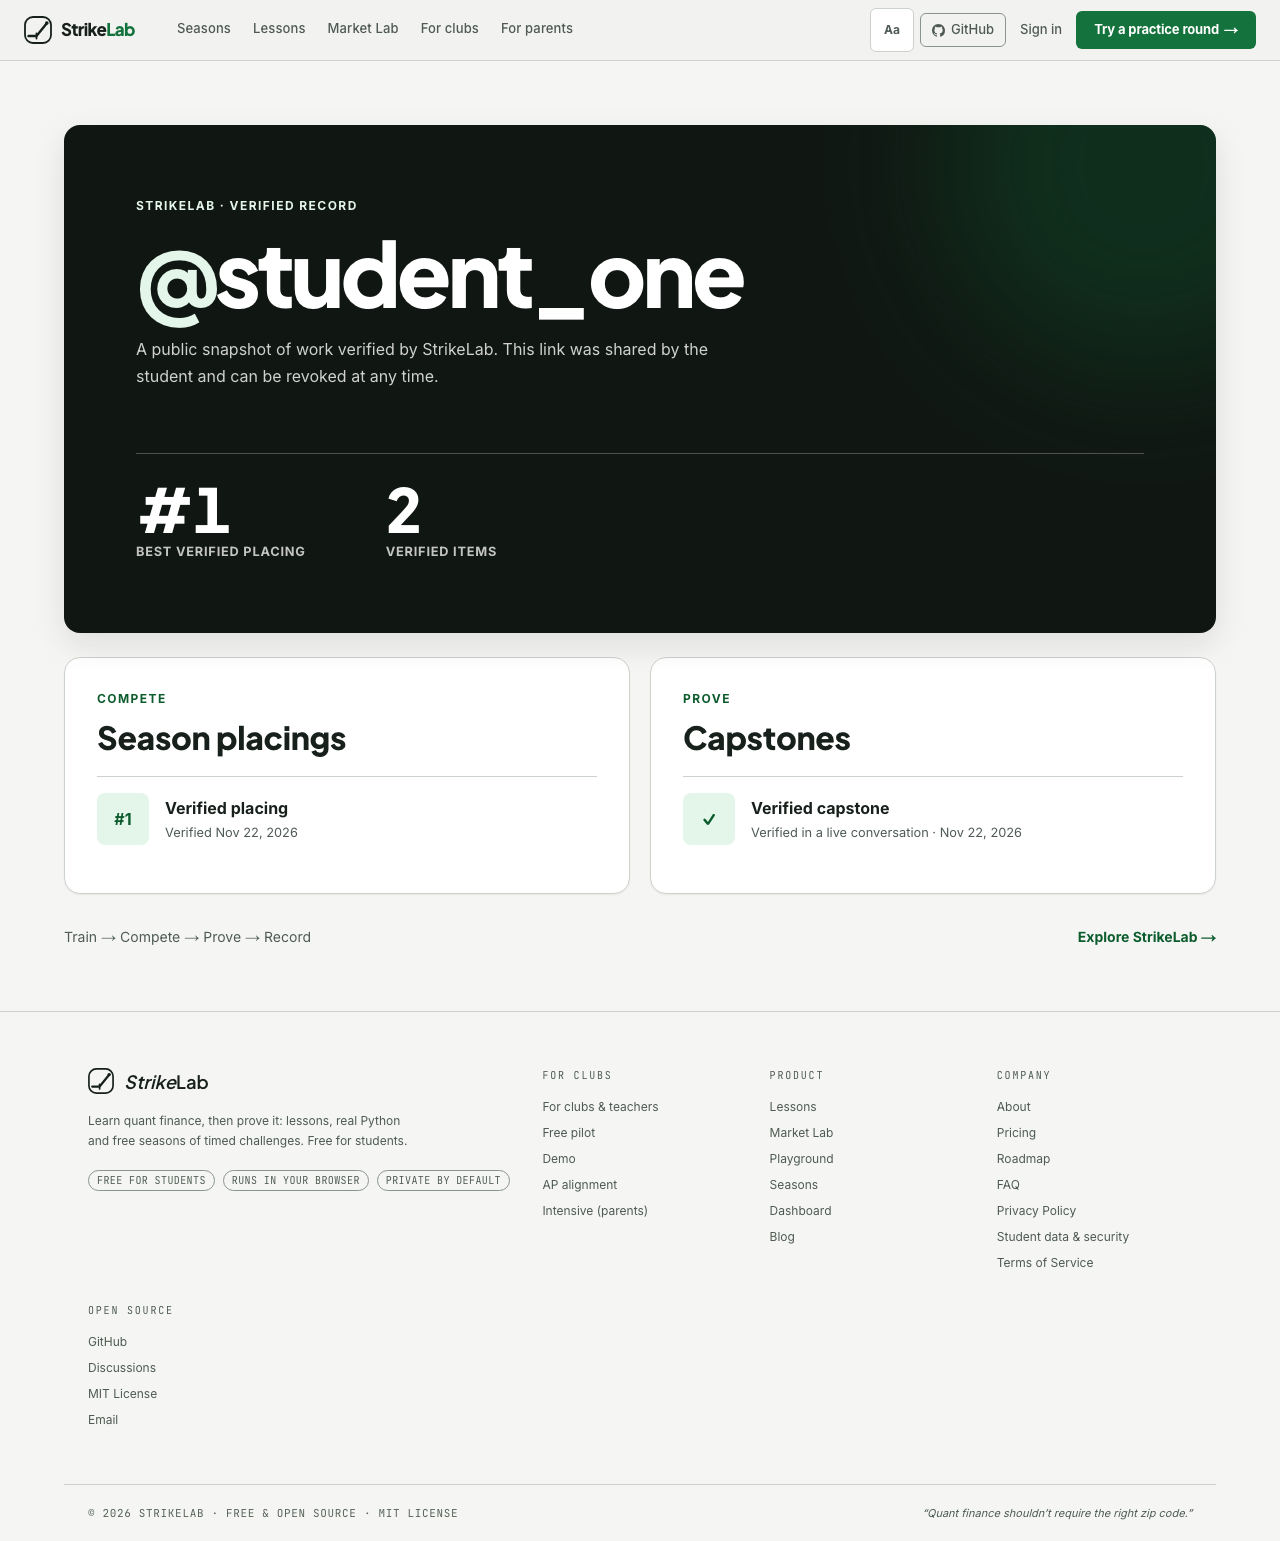 StrikeLab
Seasons
Lessons
Market Lab
For clubs
For parents
Aa
GitHub
Sign in
Try a practice round →
STRIKELAB · VERIFIED RECORD
@student_one
A public snapshot of work verified by StrikeLab. This link was shared by the
student and can be revoked at any time.
#1
BEST VERIFIED PLACING
2
VERIFIED ITEMS
COMPETE
Season placings
#1
Verified placing
Verified Nov 22, 2026
PROVE
Capstones
Verified capstone
Verified in a live conversation · Nov 22, 2026
Train → Compete → Prove → Record
Explore StrikeLab →
StrikeLab
Learn quant finance, then prove it: lessons, real Python
and free seasons of timed challenges. Free for students.
FREE FOR STUDENTS
RUNS IN YOUR BROWSER
PRIVATE BY DEFAULT
FOR CLUBS
For clubs & teachers
Free pilot
Demo
AP alignment
Intensive (parents)
PRODUCT
Lessons
Market Lab
Playground
Seasons
Dashboard
Blog
COMPANY
About
Pricing
Roadmap
FAQ
Privacy Policy
Student data & security
Terms of Service
OPEN SOURCE
GitHub
Discussions
MIT License
Email
© 2026 STRIKELAB · FREE & OPEN SOURCE · MIT LICENSE
“Quant finance shouldn’t require the right zip code.”